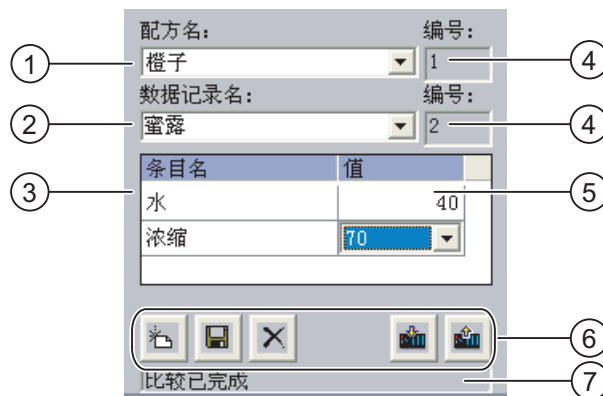 配方名: 编号:
① 橙子 1 ④
数据记录名: 编号:
② 蜜露 2 ④
条目名 值
③ 水 40 ⑤
浓缩 70
⑥
比较已完成 ⑦